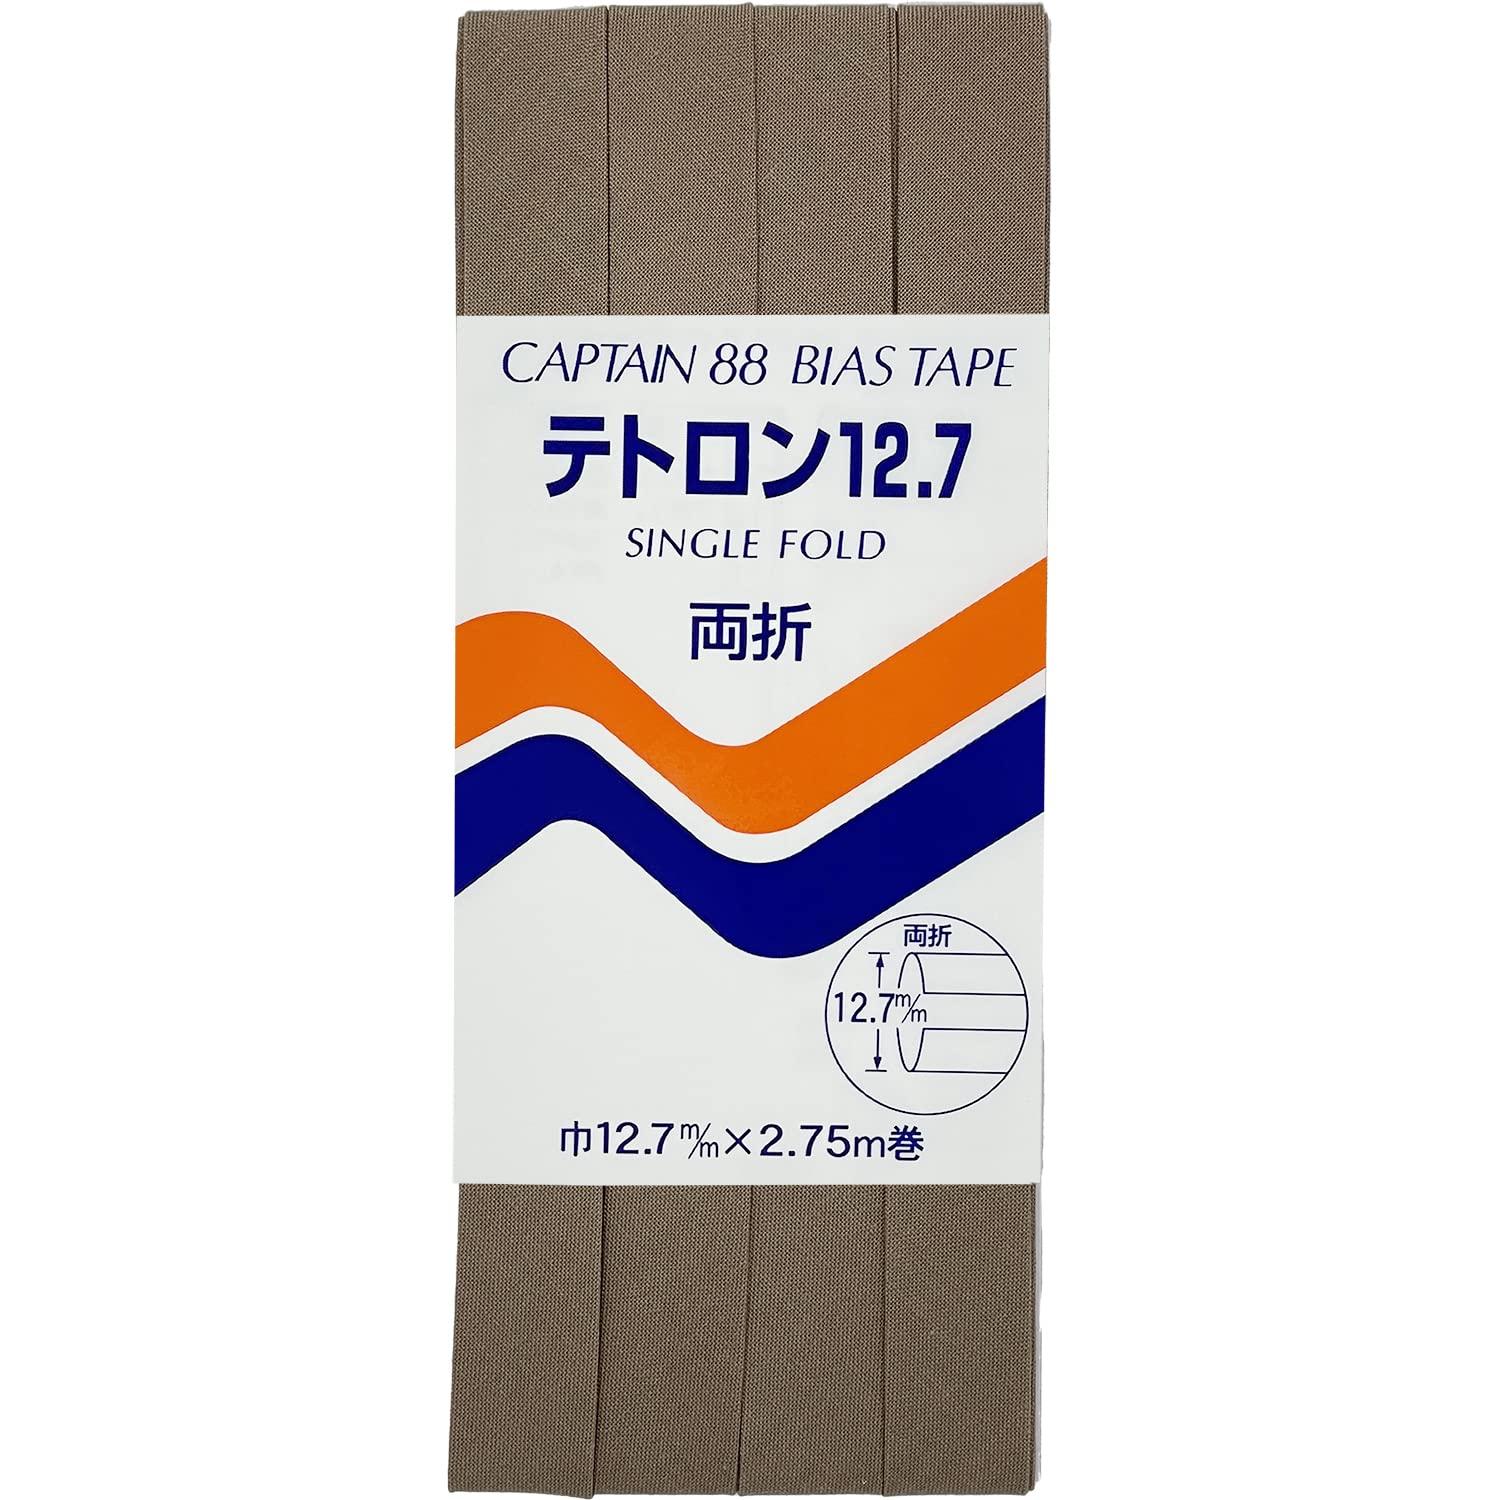 CAPTAIN 88 BIAS TAPE
テトロン12.7
SINGLE FOLD
両折
両折
12.7m/m
巾12.7m/m×2.75m巻